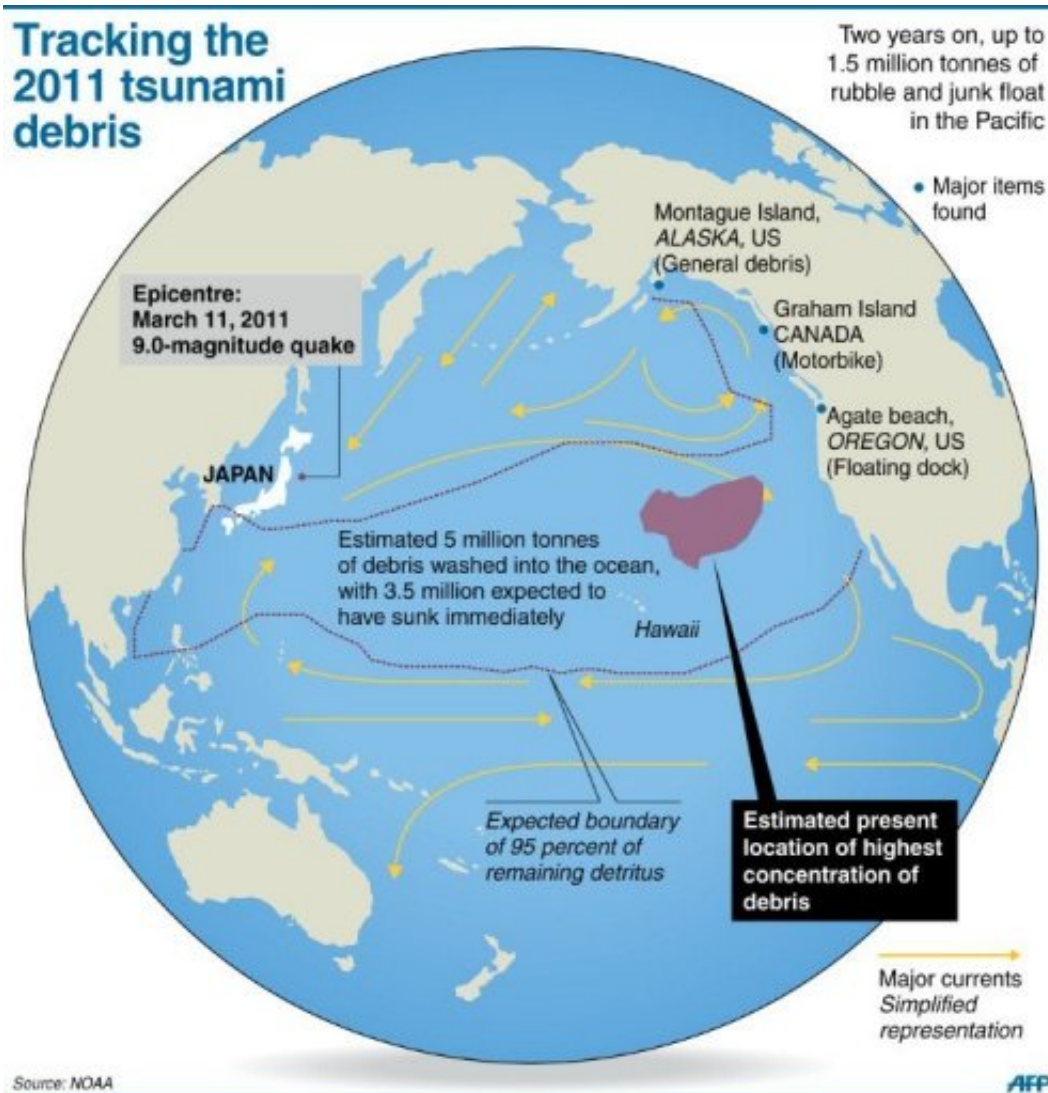 Tracking the
2011 tsunami
debris
Two years on, up to
1.5 million tonnes of
rubble and junk float
in the Pacific
Major items
found
Montague Island,
ALASKA, US
(General debris)
Graham Island
CANADA
(Motorbike)
Agate beach,
OREGON, US
(Floating dock)
Epicentre:
March 11, 2011
9.0-magnitude quake
JAPAN
Estimated 5 million tonnes
of debris washed into the ocean,
with 3.5 million expected to
have sunk immediately
Hawaii
Expected boundary
of 95 percent of
remaining detritus
Estimated present
location of highest
concentration of
debris
Major currents
Simplified
representation
Source: NOAA
AFP